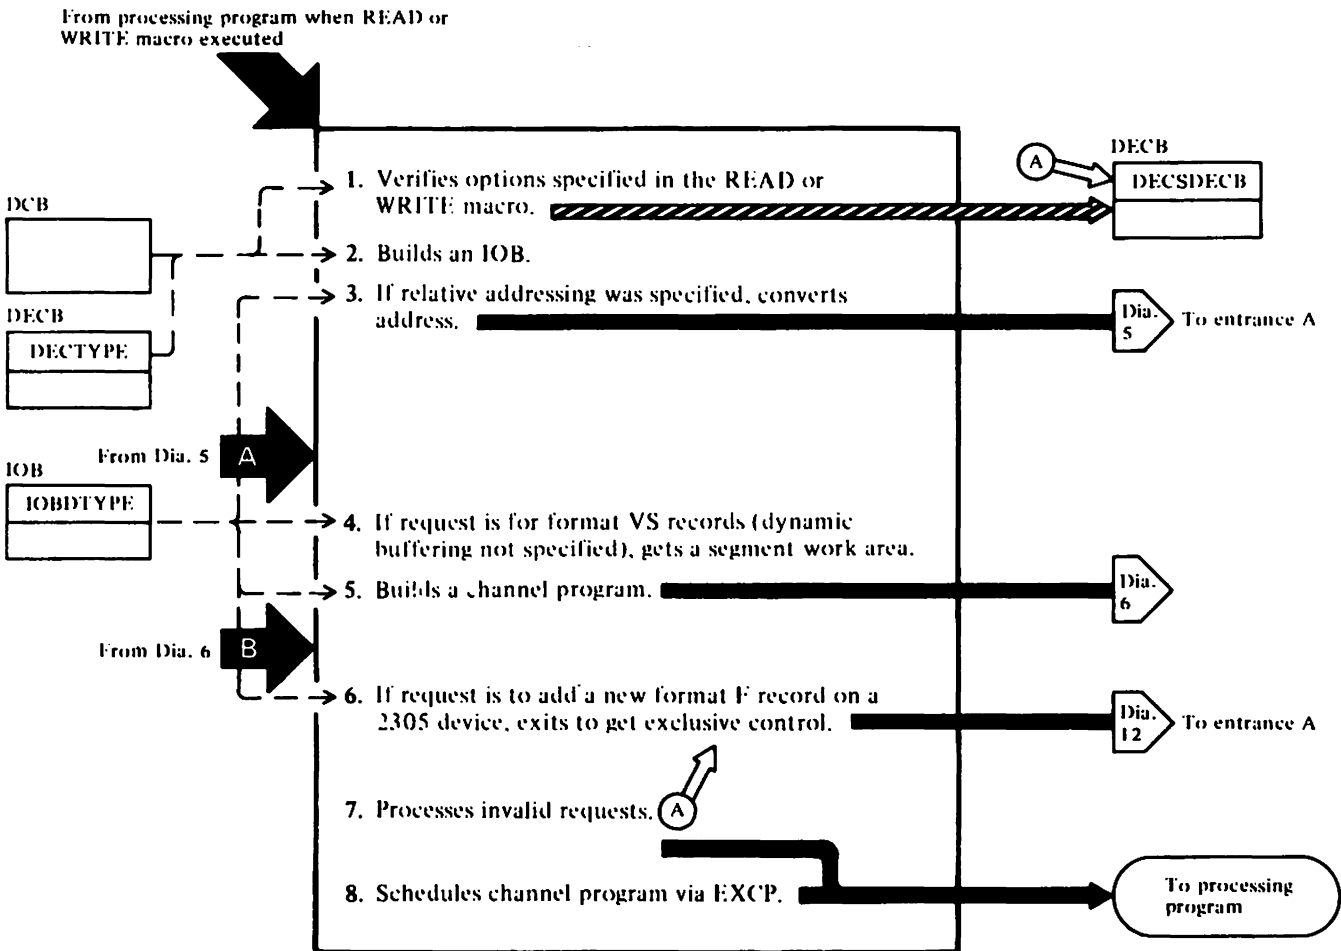 From processing program when READ or
WRITE macro executed
DCB
DECB
DECTYPE
IOB
IOBDTYPE
From Dia. 5
A
From Dia. 6
B
1. Verifies options specified in the READ or
WRITE macro.
2. Builds an IOB.
3. If relative addressing was specified, converts
address.
4. If request is for format VS records (dynamic
buffering not specified), gets a segment work area.
5. Builds a channel program.
6. If request is to add a new format F record on a
2305 device, exits to get exclusive control.
7. Processes invalid requests.
A
8. Schedules channel program via EXCP.
A
DECB
DECSDECB
Dia.
5
To entrance A
Dia.
6
Dia.
12
To entrance A
To processing
program